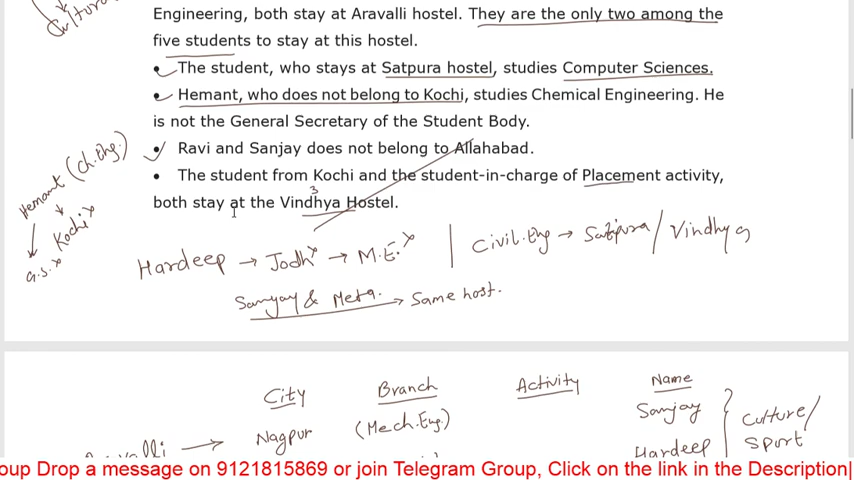 Cultura
Engineering, both stay at Aravalli hostel. They are the only two among the
five students to stay at this hostel.
• The student, who stays at Satpura hostel, studies Computer Sciences.
• Hemant, who does not belong to Kochi, studies Chemical Engineering. He
is not the General Secretary of the Student Body.
• Ravi and Sanjay does not belong to Allahabad.
• The student from Kochi and the student-in-charge of Placement activity,
3
both stay at the Vindhya Hostel.
Hemant (Ch.Eng.)
Kochi x
G.S. x
Hardeep → Jodh x → M.E. x | Civil.Eng → Satpura / Vindhya
Sanjay & Meta. → Same host.
City Branch Activity Name
(Mech.Eng.) Sanjay
Nagpur Hardeep Culture/
Sport
oup Drop a message on 9121815869 or join Telegram Group, Click on the link in the Description|